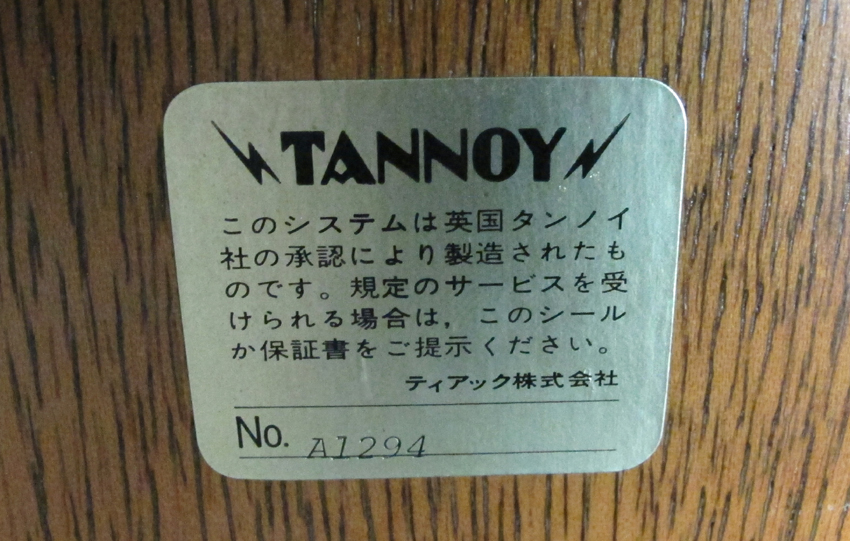 TANNOY
このシステムは英国タンノイ
社の承認により製造されたも
のです。規定のサービスを受
けられる場合は，このシール
か保証書をご提示ください。
ティアック株式会社
No. A1294